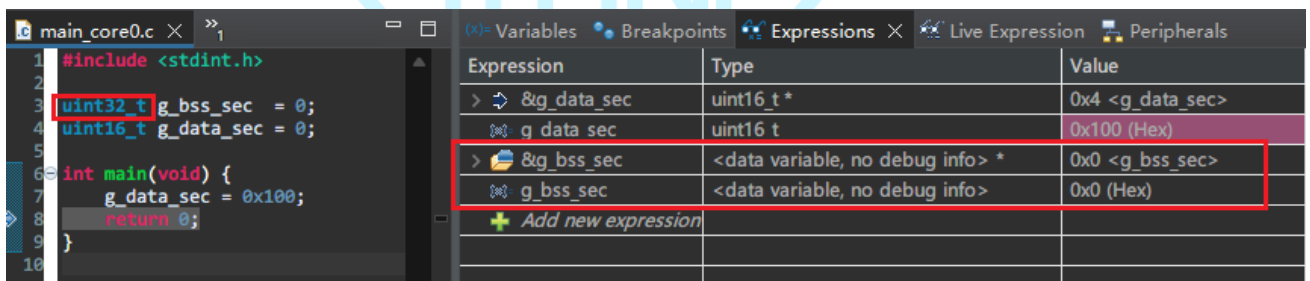 main_core0.c
1
(x)= Variables
Breakpoints
Expressions
Live Expression
Peripherals
1 #include <stdint.h>
2
3 uint32_t g_bss_sec = 0;
4 uint16_t g_data_sec = 0;
5
6 int main(void) {
7 g_data_sec = 0x100;
8 return 0;
9 }
10
Expression Type Value
&g_data_sec uint16_t * 0x4 <g_data_sec>
g_data_sec uint16_t 0x100 (Hex)
&g_bss_sec <data variable, no debug info> * 0x0 <g_bss_sec>
g_bss_sec <data variable, no debug info> 0x0 (Hex)
Add new expression